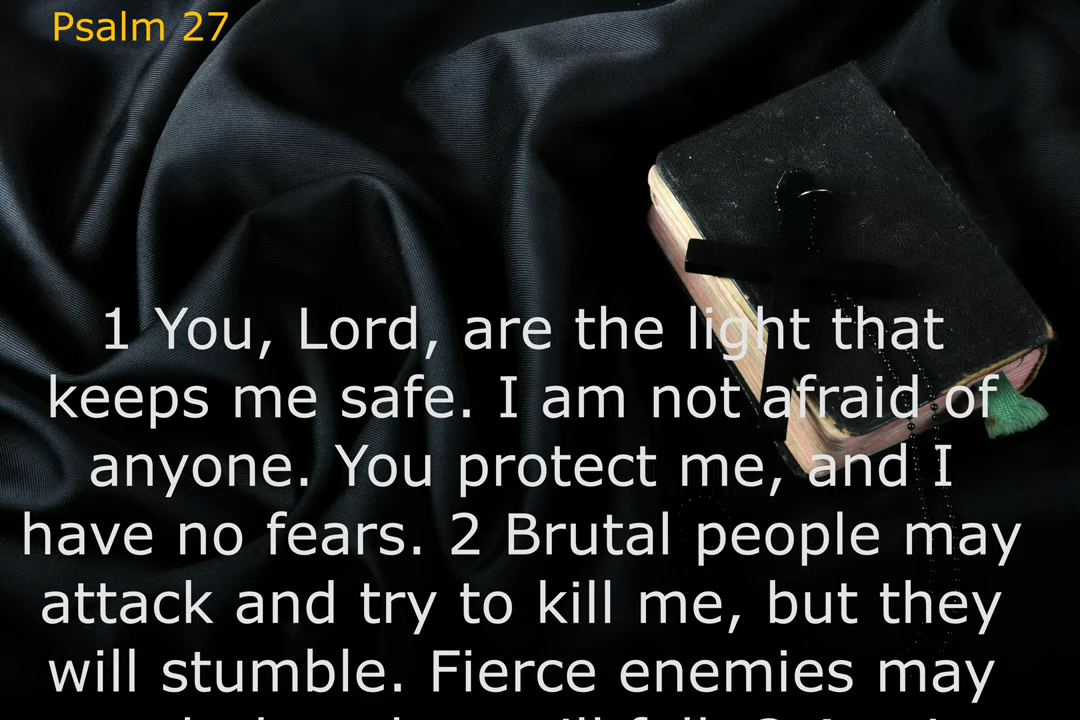 Psalm 27
1 You, Lord, are the light that
keeps me safe. I am not afraid of
anyone. You protect me, and I
have no fears. 2 Brutal people may
attack and try to kill me, but they
will stumble. Fierce enemies may